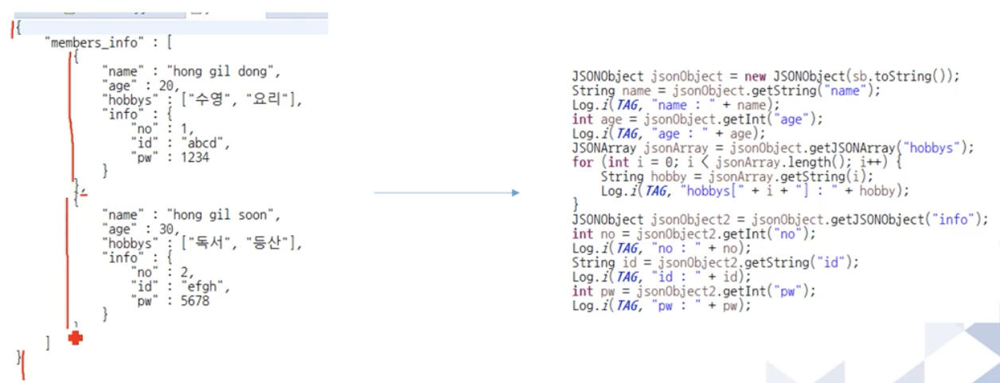 {
"members_info" : [
{
"name" : "hong gil dong",
"age" : 20,
"hobbys" : ["수영", "요리"],
"info" : {
"no" : 1,
"id" : "abcd",
"pw" : 1234
}
},
{
"name" : "hong gil soon",
"age" : 30,
"hobbys" : ["독서", "등산"],
"info" : {
"no" : 2,
"id" : "efgh",
"pw" : 5678
}
}
]
}
JSONObject jsonObject = new JSONObject(sb.toString());
String name = jsonObject.getString("name");
Log.i(TAG, "name : " + name);
int age = jsonObject.getInt("age");
Log.i(TAG, "age : " + age);
JSONArray jsonArray = jsonObject.getJSONArray("hobbys");
for (int i = 0; i < jsonArray.length(); i++) {
String hobby = jsonArray.getString(i);
Log.i(TAG, "hobbys[" + i + "] : " + hobby);
}
JSONObject jsonObject2 = jsonObject.getJSONObject("info");
int no = jsonObject2.getInt("no");
Log.i(TAG, "no : " + no);
String id = jsonObject2.getString("id");
Log.i(TAG, "id : " + id);
int pw = jsonObject2.getInt("pw");
Log.i(TAG, "pw : " + pw);